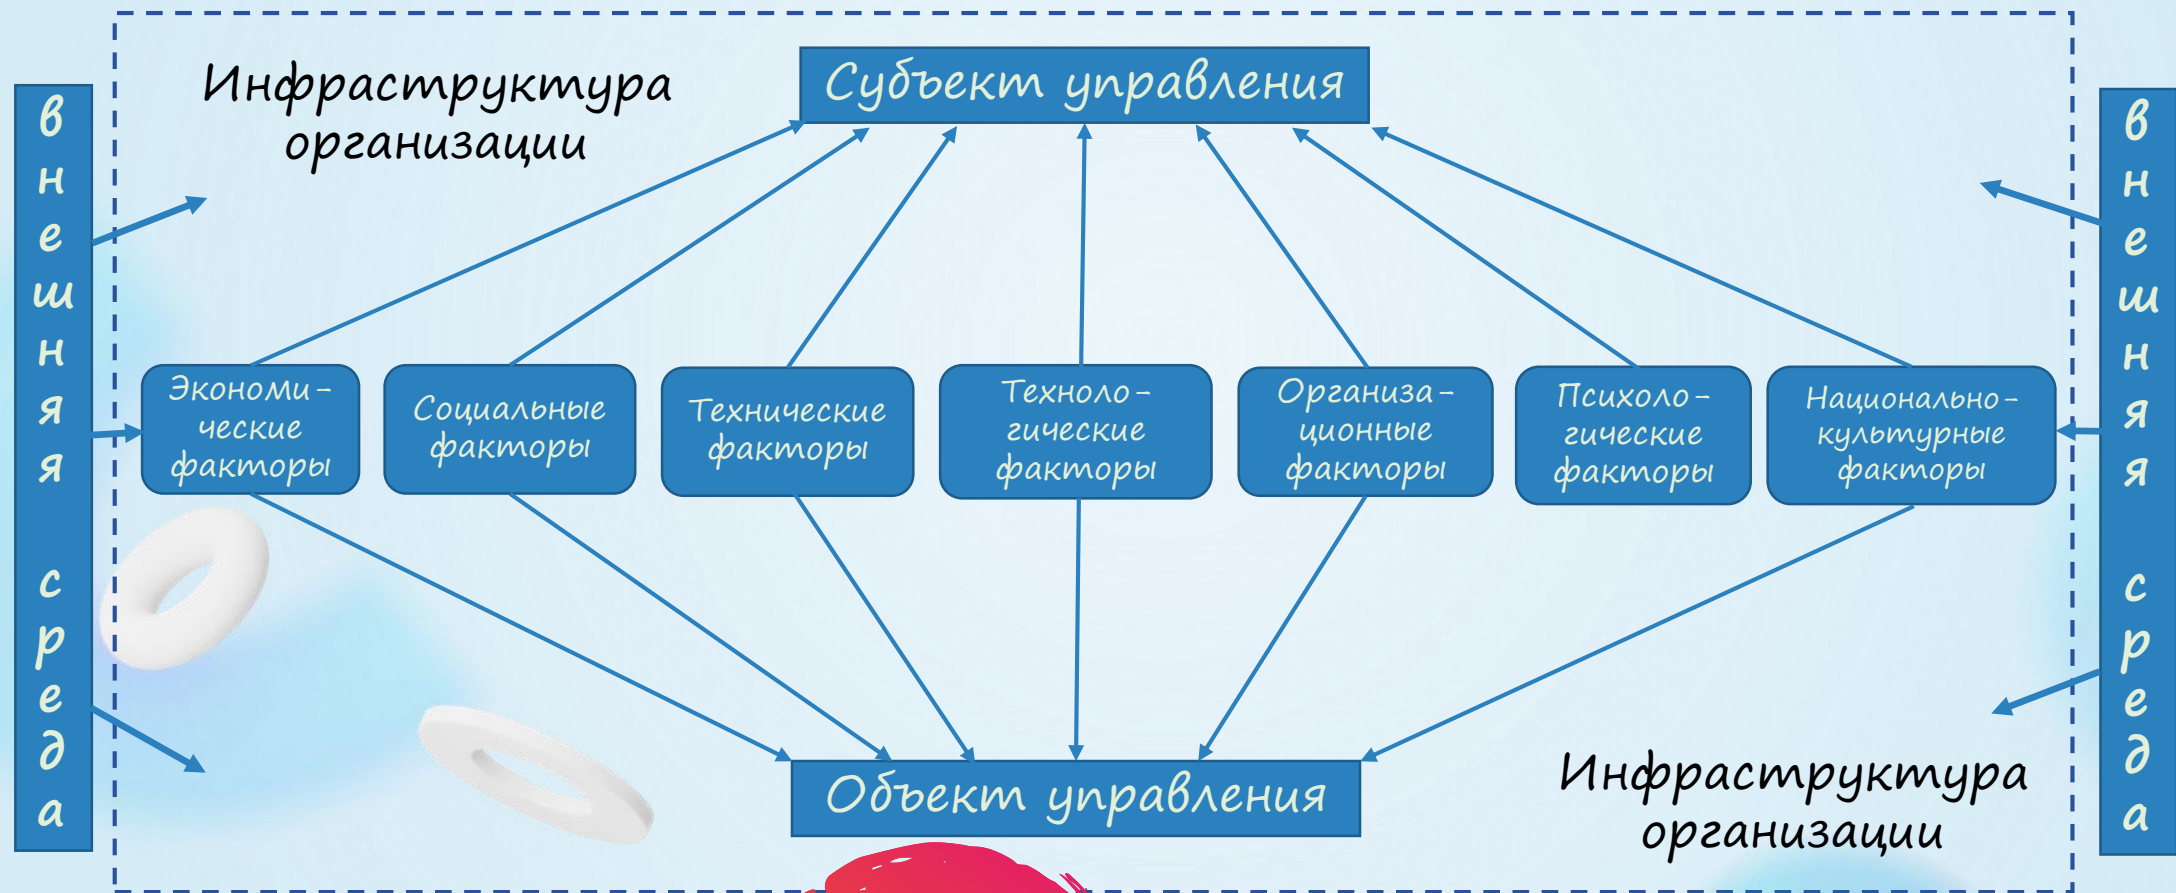 Инфраструктура
организации
Субъект управления
внешняя среда
внешняя среда
Экономи-
ческие
факторы
Социальные
факторы
Технические
факторы
Техноло-
гические
факторы
Организа-
ционные
факторы
Психоло-
гические
факторы
Национально-
культурные
факторы
Объект управления
Инфраструктура
организации